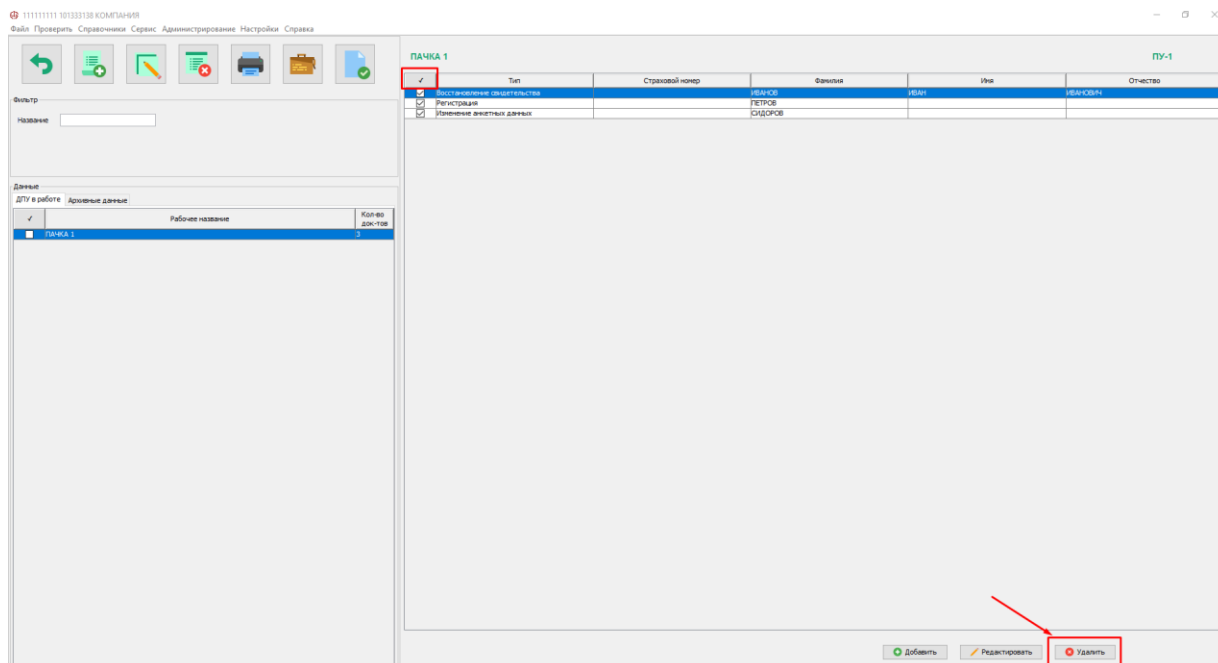 111111111 101333138 КОМПАНИЯ
Файл Проверить Справочники Сервис Администрирование Настройки Справка
Фильтр
Название
Данные
ДПУ в работе Архивные данные
✓ Рабочее название Кол-во док-тов
ПАЧКА 1 3
ПАЧКА 1 ПУ-1
✓ Тип Страховой номер Фамилия Имя Отчество
Восстановление свидетельства ИВАНОВ ИВАН ИВАНОВИЧ
Регистрация ПЕТРОВ
Изменение анкетных данных СИДОРОВ
Добавить Редактировать Удалить